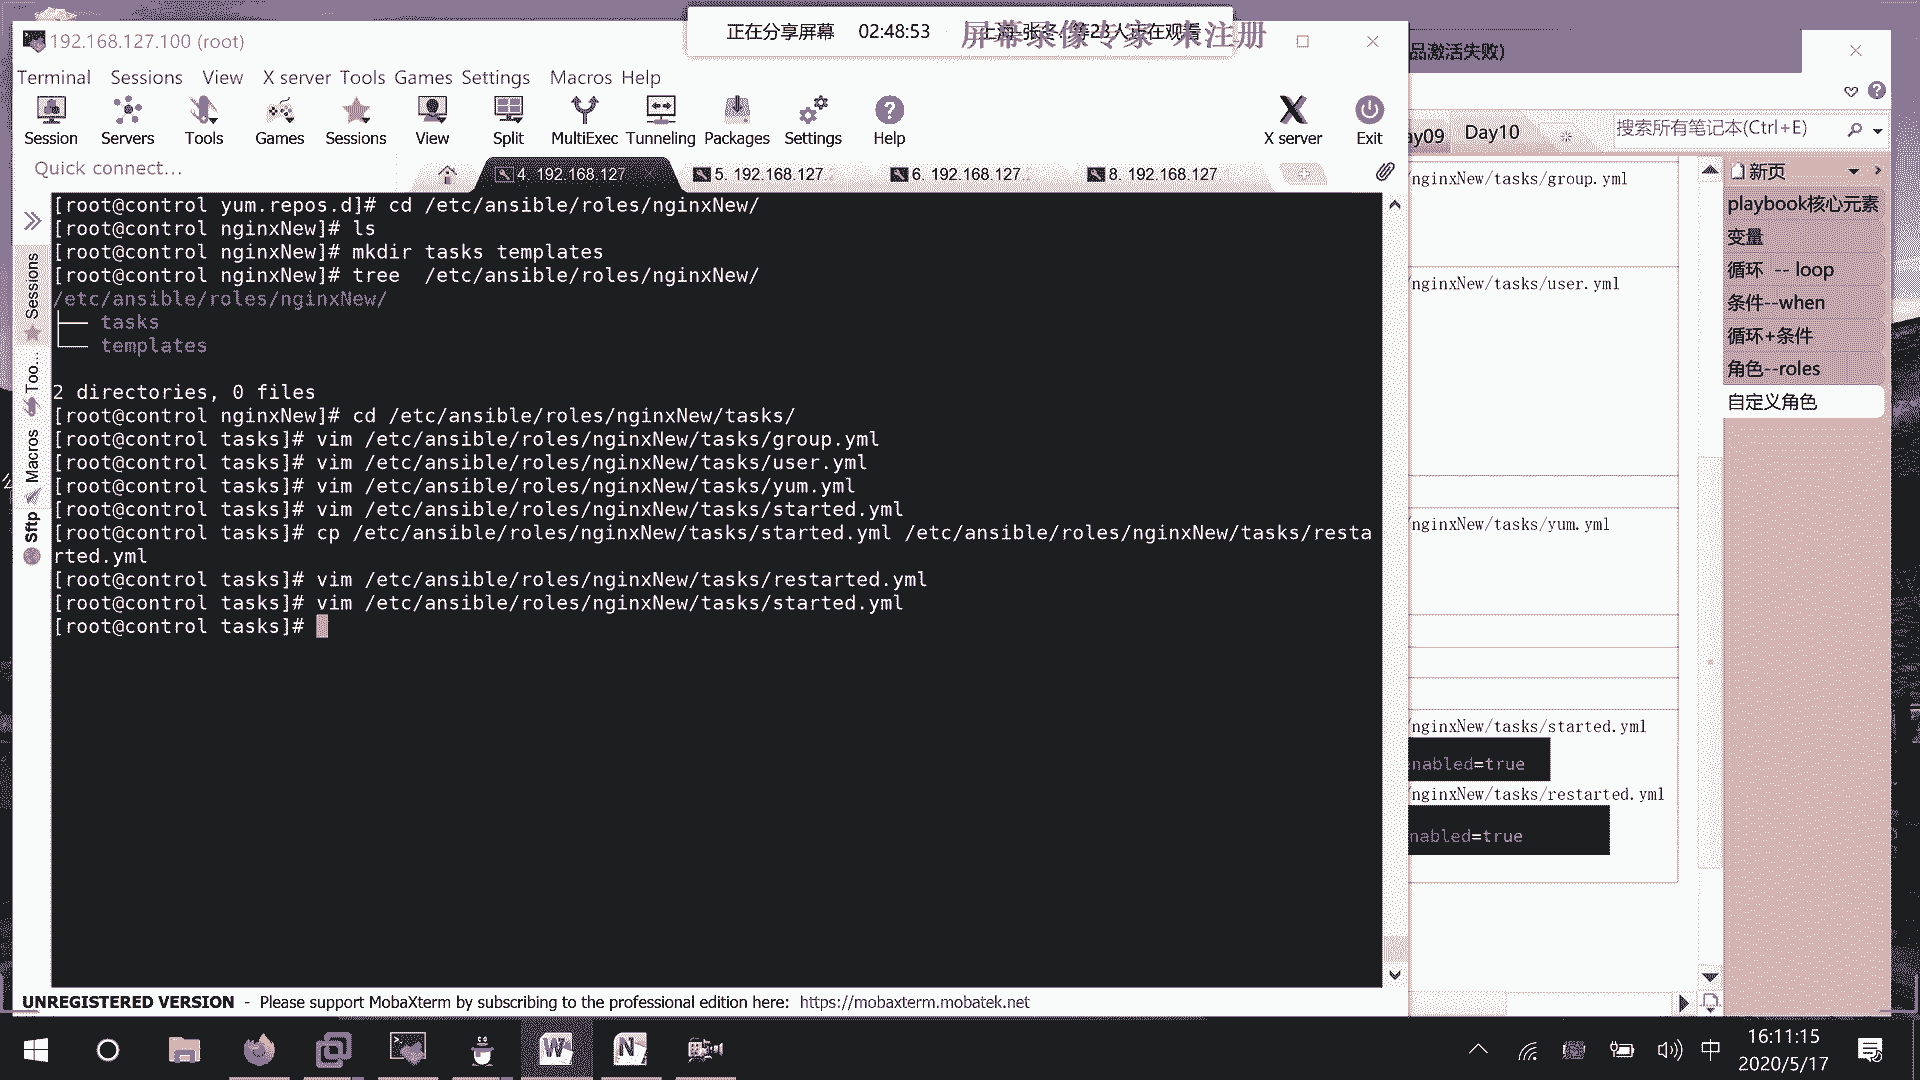 正在分享屏幕 02:48:53 上海-张冬. 等23人正在观看
屏幕录像专家 未注册
192.168.127.100 (root)
Terminal Sessions View X server Tools Games Settings Macros Help
Session Servers Tools Games Sessions View Split MultiExec Tunneling Packages Settings Help X server Exit
Quick connect...
4. 192.168.127
5. 192.168.127.
6. 192.168.127.
8. 192.168.127.
Sessions
Too...
Macros
Sftp
[root@control yum.repos.d]# cd /etc/ansible/roles/nginxNew/
[root@control nginxNew]# ls
[root@control nginxNew]# mkdir tasks templates
[root@control nginxNew]# tree  /etc/ansible/roles/nginxNew/
/etc/ansible/roles/nginxNew/
├── tasks
└── templates
2 directories, 0 files
[root@control nginxNew]# cd /etc/ansible/roles/nginxNew/tasks/
[root@control tasks]# vim /etc/ansible/roles/nginxNew/tasks/group.yml
[root@control tasks]# vim /etc/ansible/roles/nginxNew/tasks/user.yml
[root@control tasks]# vim /etc/ansible/roles/nginxNew/tasks/yum.yml
[root@control tasks]# vim /etc/ansible/roles/nginxNew/tasks/started.yml
[root@control tasks]# cp /etc/ansible/roles/nginxNew/tasks/started.yml /etc/ansible/roles/nginxNew/tasks/resta
rted.yml
[root@control tasks]# vim /etc/ansible/roles/nginxNew/tasks/restarted.yml
[root@control tasks]# vim /etc/ansible/roles/nginxNew/tasks/started.yml
[root@control tasks]#
UNREGISTERED VERSION - Please support MobaXterm by subscribing to the professional edition here: https://mobaxterm.mobatek.net
品激活失败)
ay09 Day10
搜索所有笔记本(Ctrl+E)
/nginxNew/tasks/group.yml
/nginxNew/tasks/user.yml
/nginxNew/tasks/yum.yml
/nginxNew/tasks/started.yml
enabled=true
/nginxNew/tasks/restarted.yml
nabled=true
新页
playbook核心元素
变量
循环 -- loop
条件--when
循环+条件
角色--roles
自定义角色
中
16:11:15
2020/5/17